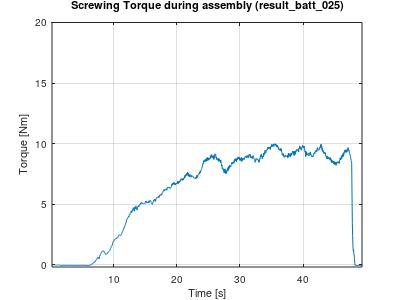 Screwing Torque during assembly (result_batt_025)
20
15
10
5
0
Torque [Nm]
10 20 30 40
Time [s]